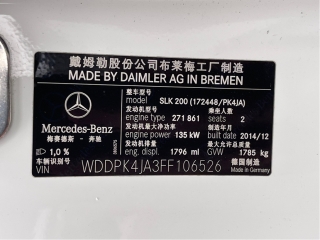 戴姆勒股份公司布莱梅工厂制造
MADE BY DAIMLER AG IN BREMEN
整车型号
model SLK 200 (172448/PK4JA)
发动机型号 乘坐人数
engine type 271 861 seats 2
发动机最大净功率 制造年月
engine power 135 kW built in 2014/12
发动机排量 最大允许总质量
displacement 1796 ml GVW 1785 kg
Mercedes-Benz
梅赛德斯－奔驰
1,0 %
车辆识别代号
VIN WDDPK4JA3FF106526
德国制造
Made in Germany